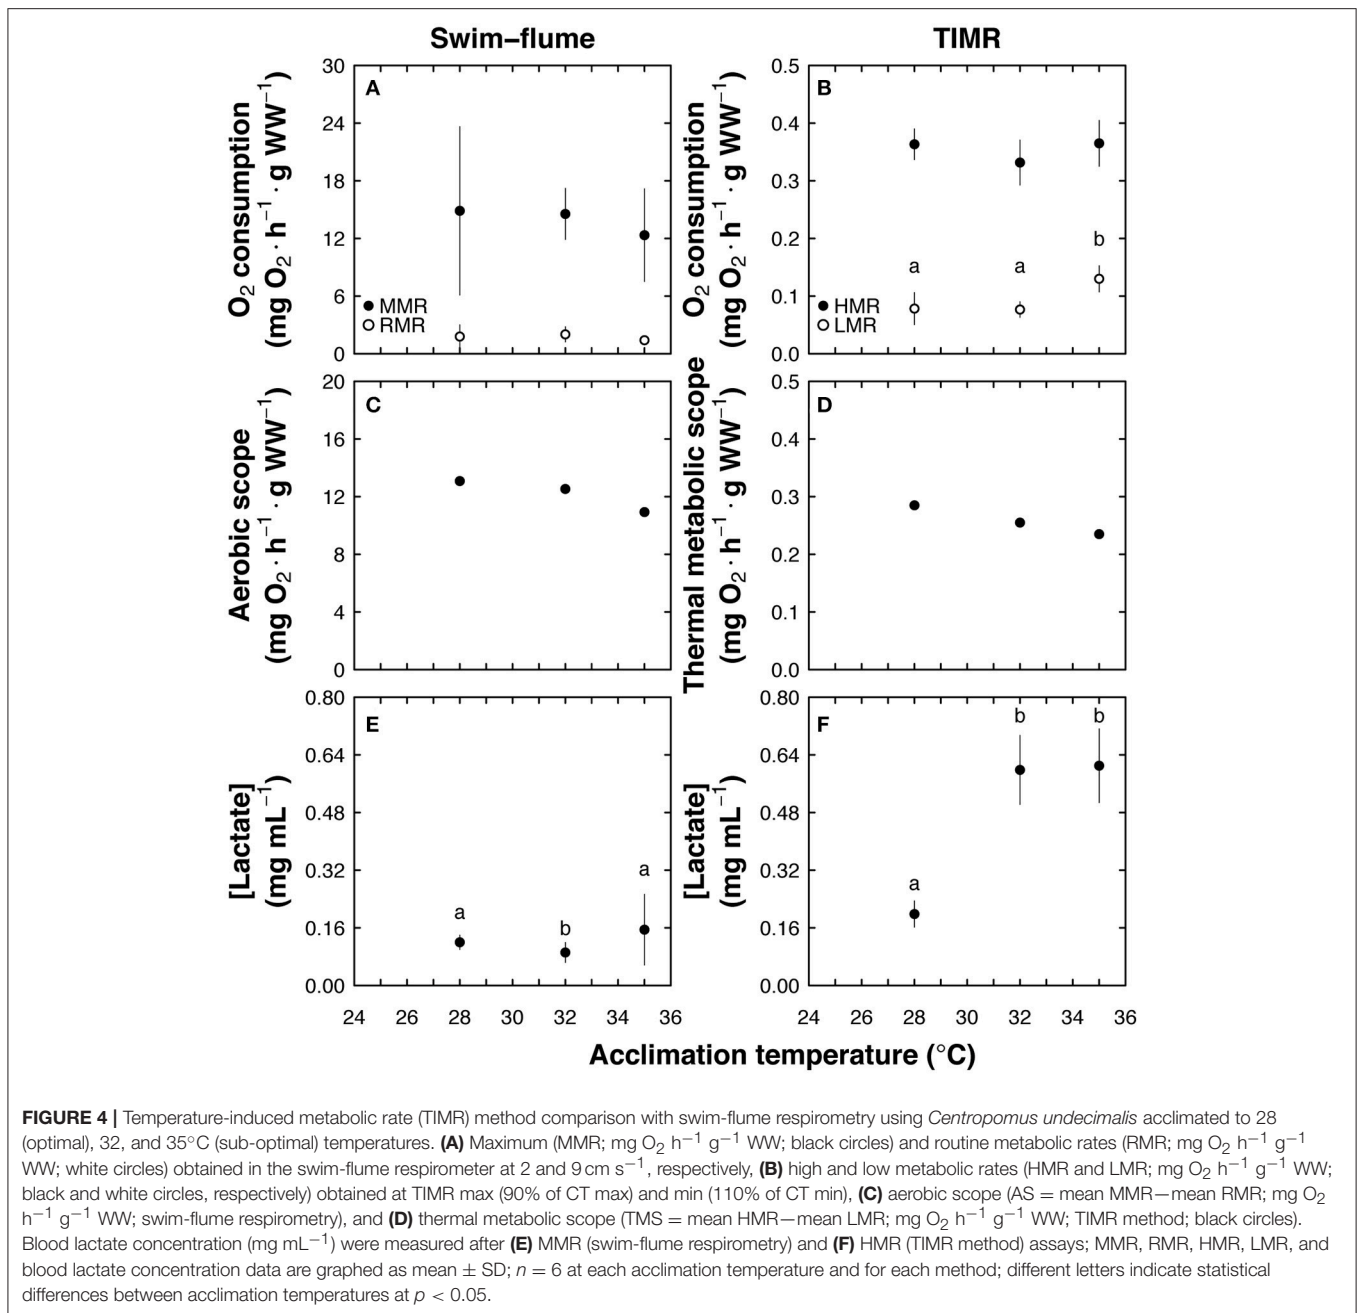 Swim–flume
TIMR
O2 consumption
(mg O2 · h−1 · g WW−1)
30
24
18
12
6
0
A
MMR
RMR
O2 consumption
(mg O2 · h−1 · g WW−1)
0.5
0.4
0.3
0.2
0.1
0.0
B
a
a
b
HMR
LMR
Aerobic scope
(mg O2 · h−1 · g WW−1)
20
16
12
8
4
0
C
Thermal metabolic scope
(mg O2 · h−1 · g WW−1)
0.5
0.4
0.3
0.2
0.1
0.0
D
[Lactate]
(mg mL−1)
0.80
0.64
0.48
0.32
0.16
0.00
E
a
b
a
24 26 28 30 32 34 36
[Lactate]
(mg mL−1)
0.80
0.64
0.48
0.32
0.16
0.00
F
a
b
b
24 26 28 30 32 34 36
Acclimation temperature (°C)
FIGURE 4 | Temperature-induced metabolic rate (TIMR) method comparison with swim-flume respirometry using Centropomus undecimalis acclimated to 28
(optimal), 32, and 35°C (sub-optimal) temperatures. (A) Maximum (MMR; mg O2 h−1 g−1 WW; black circles) and routine metabolic rates (RMR; mg O2 h−1 g−1
WW; white circles) obtained in the swim-flume respirometer at 2 and 9 cm s−1, respectively, (B) high and low metabolic rates (HMR and LMR; mg O2 h−1 g−1 WW;
black and white circles, respectively) obtained at TIMR max (90% of CT max) and min (110% of CT min), (C) aerobic scope (AS = mean MMR—mean RMR; mg O2
h−1 g−1 WW; swim-flume respirometry), and (D) thermal metabolic scope (TMS = mean HMR—mean LMR; mg O2 h−1 g−1 WW; TIMR method; black circles).
Blood lactate concentration (mg mL−1) were measured after (E) MMR (swim-flume respirometry) and (F) HMR (TIMR method) assays; MMR, RMR, HMR, LMR, and
blood lactate concentration data are graphed as mean ± SD; n = 6 at each acclimation temperature and for each method; different letters indicate statistical
differences between acclimation temperatures at p < 0.05.